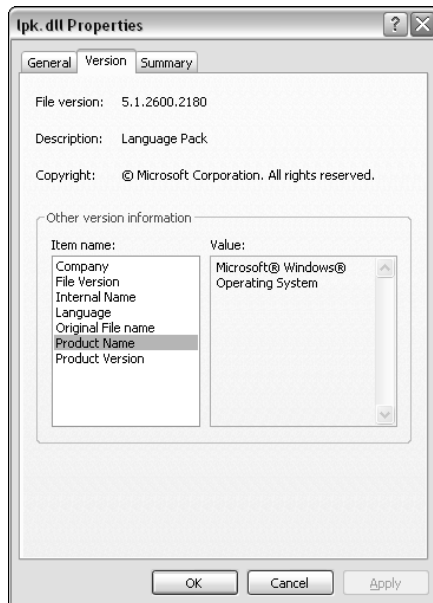 lpk.dll Properties
General Version Summary
File version: 5.1.2600.2180
Description: Language Pack
Copyright: © Microsoft Corporation. All rights reserved.
Other version information
Item name: Value:
Company
File Version
Internal Name
Language
Original File name
Product Name
Product Version
Microsoft® Windows®
Operating System
OK Cancel Apply